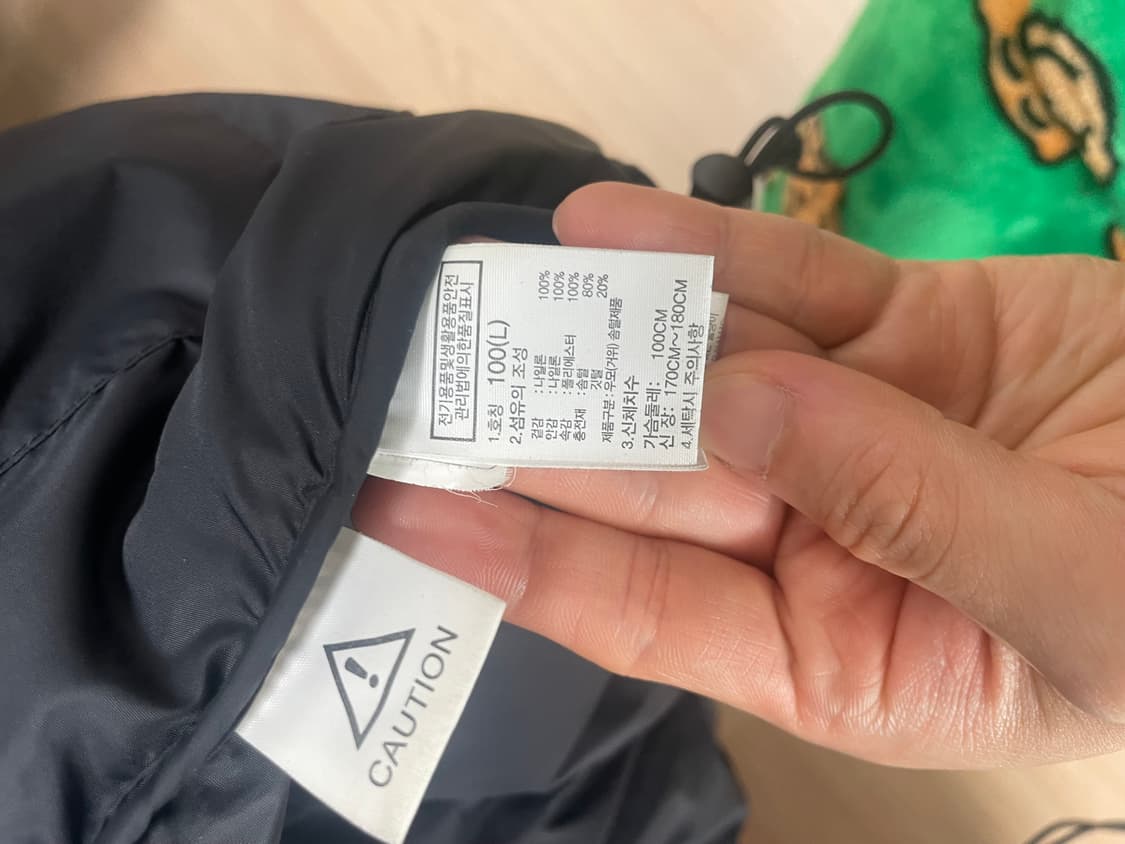 전기용품및생활용품안전
관리법에의한품질표시
1.호칭 100(L)
2.섬유의 조성
겉감 :나일론 100%
안감 :나일론 100%
속감 :폴리에스터 100%
충전재 :솜털 80%
깃털 20%
제품구분:우모(거위) 솜털제품
3.신체치수
가슴둘레: 100CM
신 장: 170CM~180CM
4.세탁시 주의사항
CAUTION